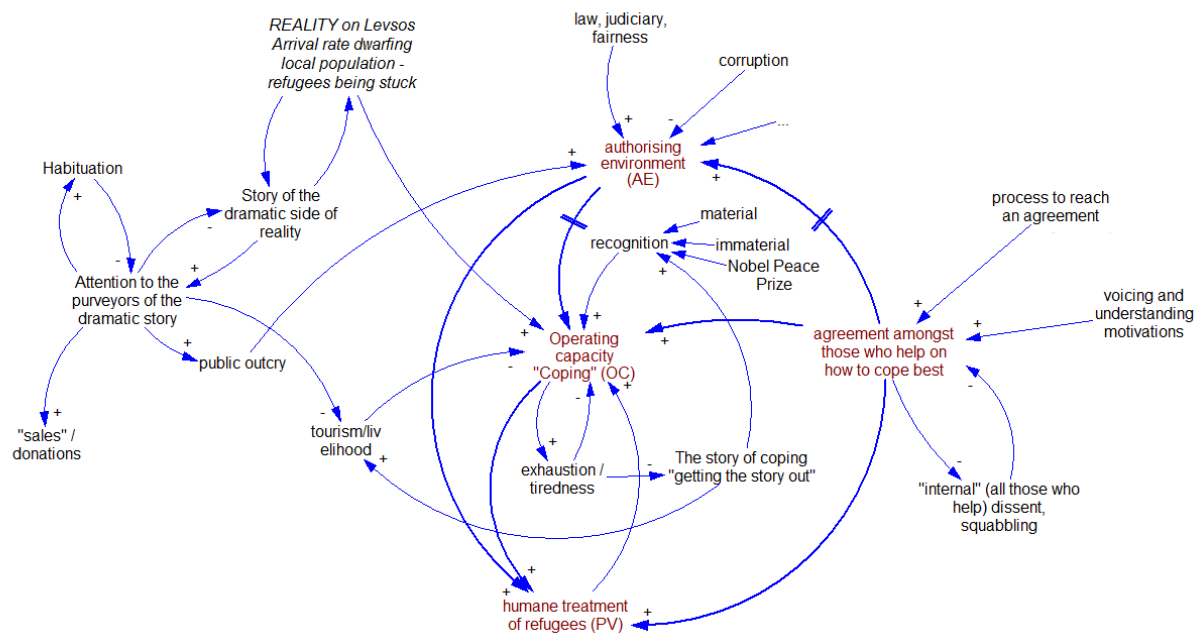 REALITY on Levsos
Arrival rate dwarfing
local population -
refugees being stuck
law, judiciary,
fairness
corruption
...
+
-
+
authorising
environment
(AE)
+
Habituation
+
-
-
Story of the
dramatic side of
reality
+
Attention to the
purveyors of the
dramatic story
+
public outcry
+
"sales" /
donations
-
tourism/liv
elihood
+
material
recognition
immaterial
Nobel Peace
Prize
+
+
+
+
-
Operating
capacity
"Coping" (OC)
+
+
-
+
exhaustion /
tiredness
-
The story of coping
"getting the story out"
process to reach
an agreement
voicing and
understanding
motivations
+
+
agreement amongst
those who help on
how to cope best
-
-
"internal" (all those who
help) dissent,
squabbling
+
+
humane treatment
of refugees (PV)
+